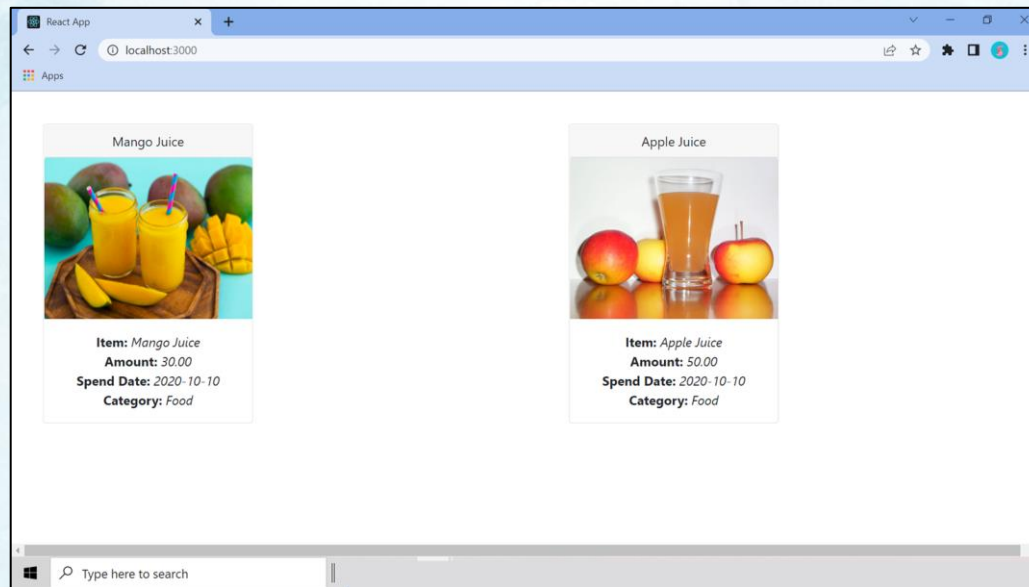 React App
localhost:3000
Apps
Mango Juice
Item: Mango Juice
Amount: 30.00
Spend Date: 2020-10-10
Category: Food
Apple Juice
Item: Apple Juice
Amount: 50.00
Spend Date: 2020-10-10
Category: Food
Type here to search